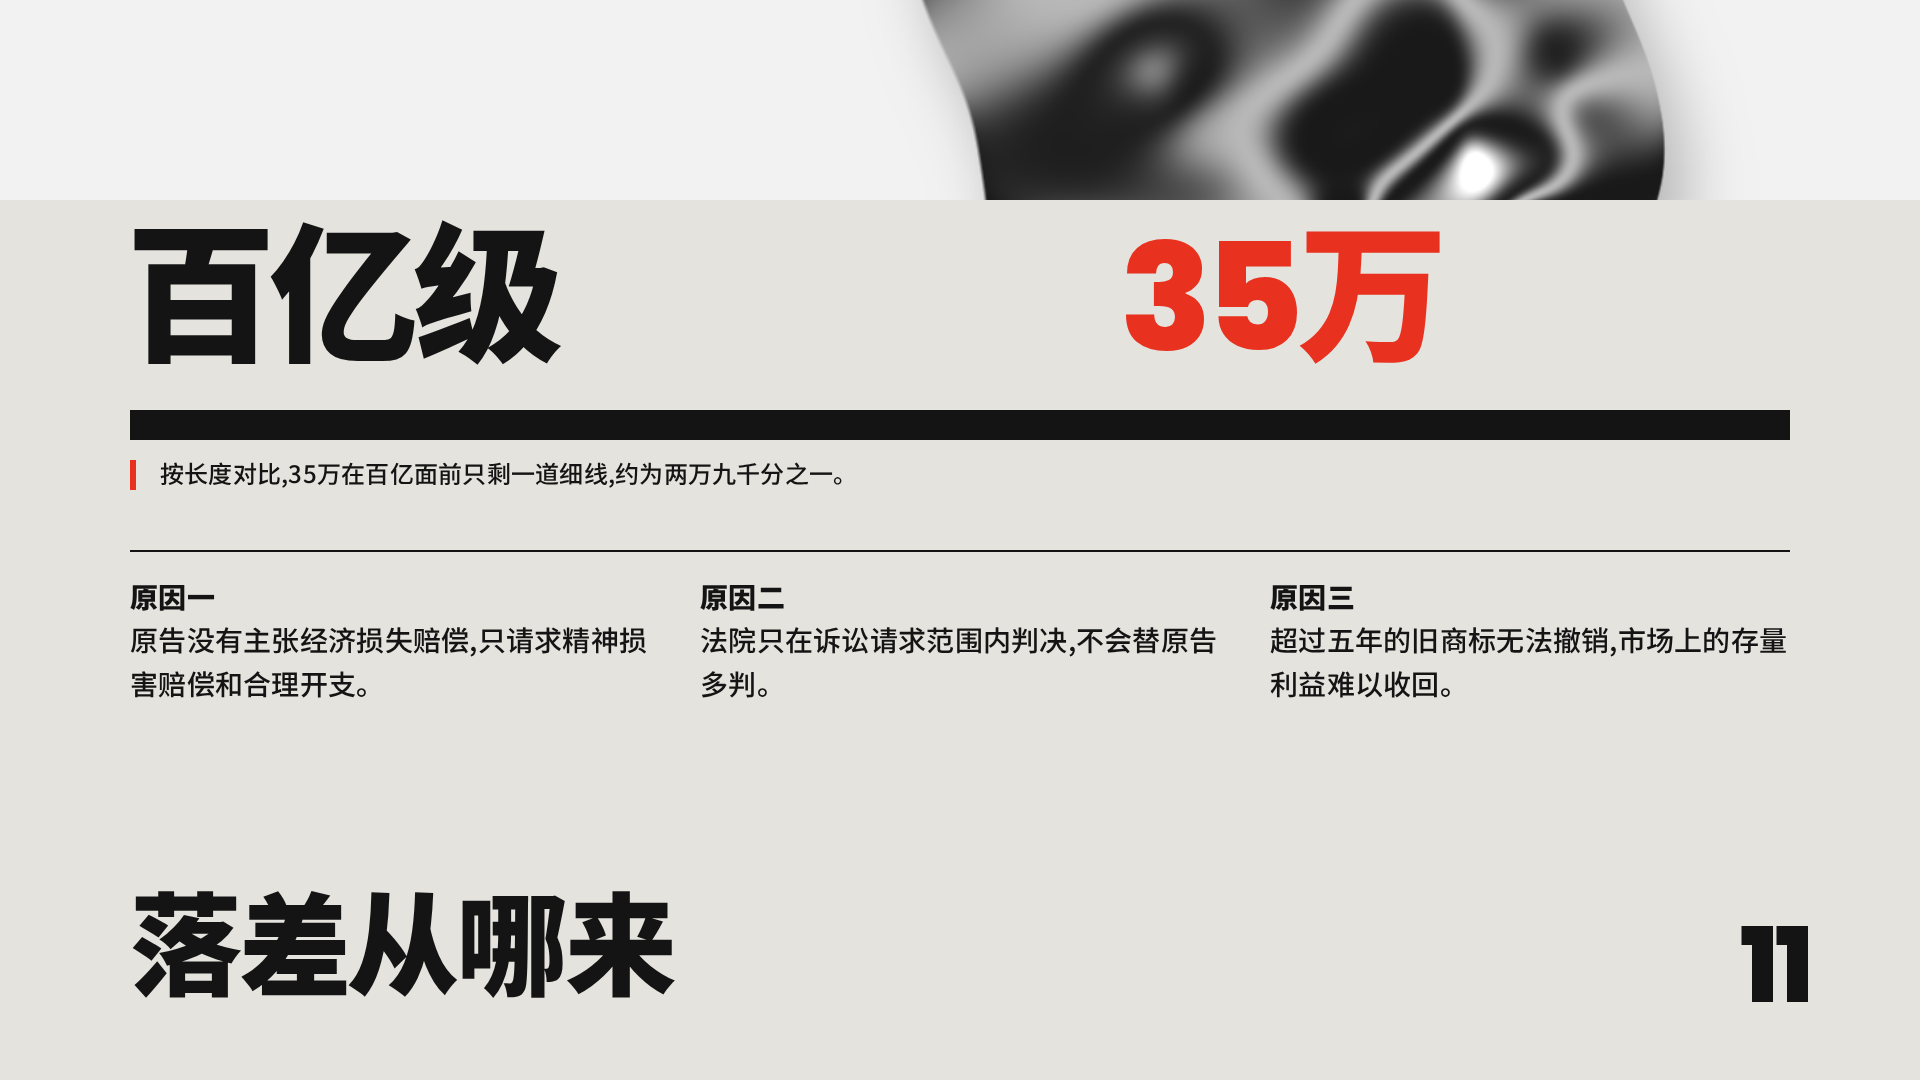 百亿级
35万
按长度对比,35万在百亿面前只剩一道细线,约为两万九千分之一。
原因一
原告没有主张经济损失赔偿,只请求精神损
害赔偿和合理开支。
原因二
法院只在诉讼请求范围内判决,不会替原告
多判。
原因三
超过五年的旧商标无法撤销,市场上的存量
利益难以收回。
落差从哪来
11